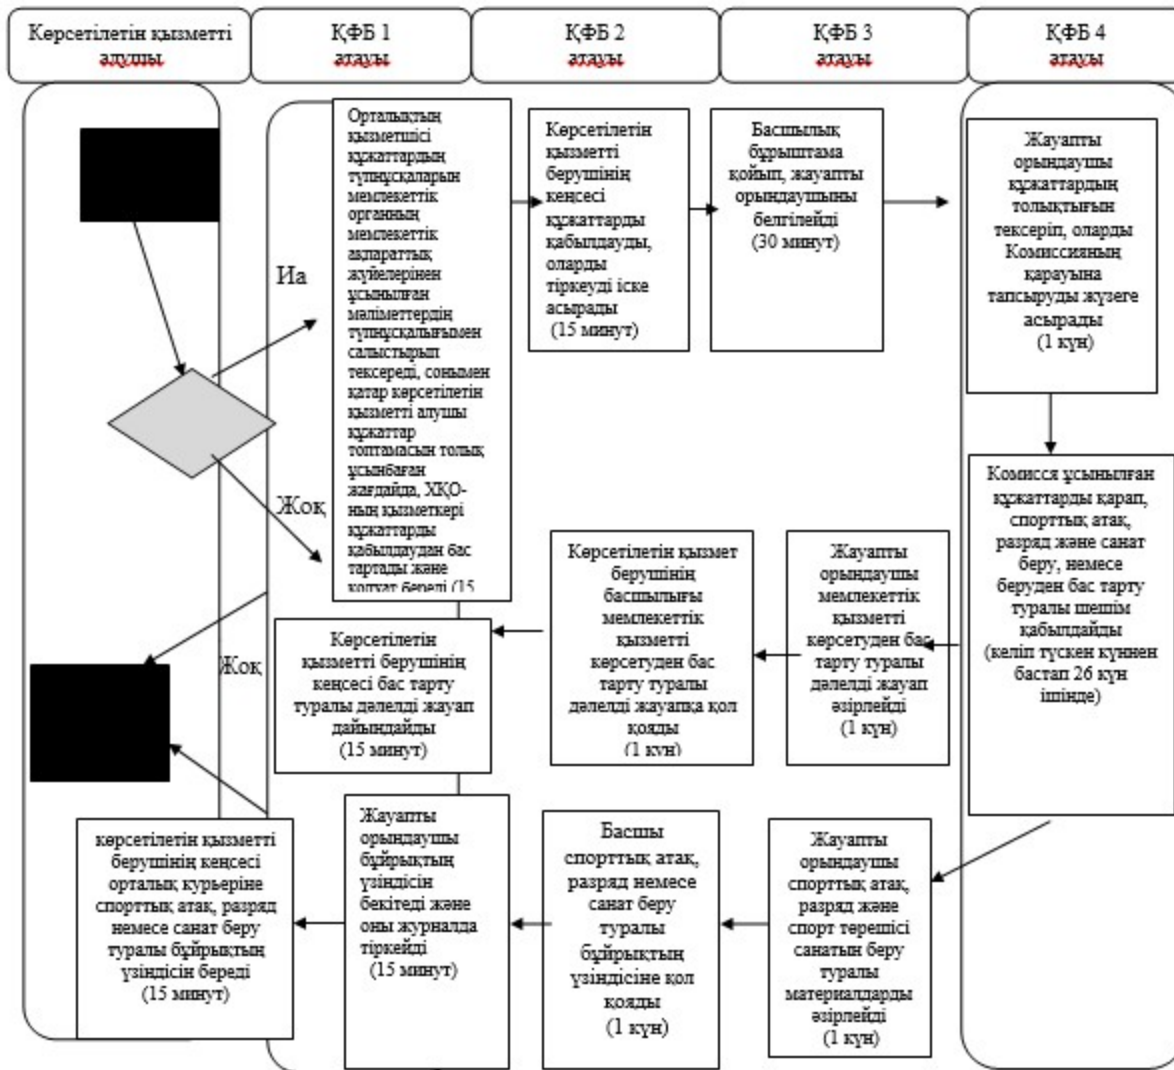 Көрсетілетін қызметті
алушы
ҚФБ 1
атауы
ҚФБ 2
атауы
ҚФБ 3
атауы
ҚФБ 4
атауы
Орталықтың
қызметшісі
құжаттардың
түпнұсқаларын
мемлекеттік
органның
мемлекеттік
ақпараттық
жүйелерінен
ұсынылған
мәліметтердің
түпнұсқалығымен
салыстырып
тексереді, сонымен
қатар көрсетілетін
қызметті алушы
құжаттар
топтамасын толық
ұсынбаған
жағдайда, ХҚО-
ның қызметкері
құжаттарды
қабылдаудан бас
тартады және
қолхат береді (15
Көрсетілетін
қызметті
берушінің
кеңсесі
құжаттарды
қабылдауды,
оларды
тіркеуді іске
асырады
(15 минут)
Басшылық
бұрыштама
қойып, жауапты
орындаушыны
белгілейді
(30 минут)
Жауапты
орындаушы
құжаттардың
толықтығын
тексеріп, оларды
Комиссияның
қарауына
тапсыруды жүзеге
асырады
(1 күн)
Иа
Жоқ
Комисся ұсынылған
құжаттарды қарап,
спорттық атақ,
разряд және санат
беру, немесе
беруден бас тарту
туралы шешім
қабылдайды
(келіп түскен күннен
бастап 26 күн
ішінде)
Жауапты
орындаушы
мемлекеттік
қызметті
көрсетуден бас
тарту туралы
дәлелді жауап
әзірлейді
(1 күн)
Көрсетілетін қызмет
берушінің
басшылығы
мемлекеттік
қызметті
көрсетуден бас
тарту туралы
дәлелді жауапқа қол
қояды
(1 күн)
Көрсетілетін
қызметті берушінің
кеңсесі бас тарту
туралы дәлелді жауап
дайындайды
(15 минут)
Жоқ
көрсетілетін қызметті
берушінің кеңсесі
орталық курьеріне
спорттық атақ, разряд
немесе санат беру
туралы бұйрықтың
үзіндісін береді
(15 минут)
Жауапты
орындаушы
бұйрықтың
үзіндісін
бекітеді және
оны журналда
тіркейді
(15 минут)
Басшы
спорттық атақ,
разряд немесе
санат беру
туралы
бұйрықтың
үзіндісіне қол
қояды
(1 күн)
Жауапты
орындаушы
спорттық атақ,
разряд және
спорт төрешісі
санатын беру
туралы
материалдарды
әзірлейді
(1 күн)